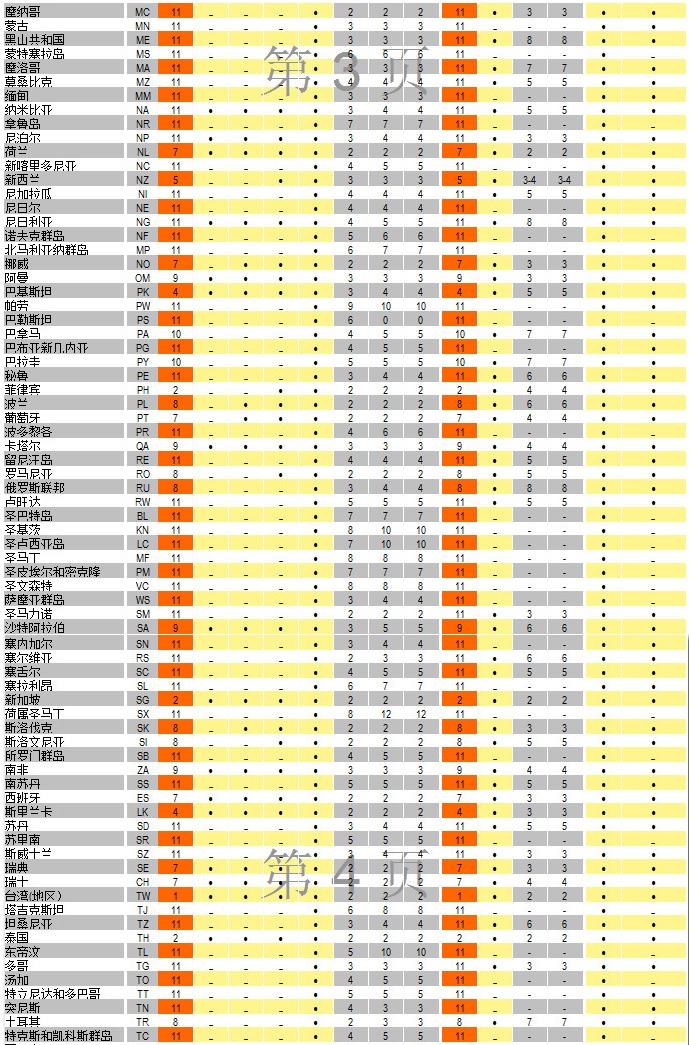 摩纳哥 MC 11 _ _ _ • 2 2 2 11 • 3 3 • •
蒙古 MN 11 _ _ _ • 3 3 3 11 _ - - • •
黑山共和国 ME 11 _ _ _ • 3 3 3 11 • 8 8 • •
蒙特塞拉岛 MS 11 _ _ _ • 6 6 6 11 _ - - • _
第 3 页
摩洛哥 MA 11 _ _ _ • 3 3 3 11 • 7 7 • •
莫桑比克 MZ 11 _ _ _ • 4 4 4 11 • 5 5 • •
缅甸 MM 11 _ _ _ • 3 3 3 11 _ - - • •
纳米比亚 NA 11 • • • • 3 4 4 11 • 5 5 • •
拿鲁岛 NR 11 _ _ _ • 7 7 7 11 _ - - • _
尼泊尔 NP 11 • • • • 3 4 4 11 • 3 3 • •
荷兰 NL 7 • • • • 2 2 2 7 • 2 2 • •
新喀里多尼亚 NC 11 _ _ _ • 4 5 5 11 _ - - • •
新西兰 NZ 5 _ _ • • 3 3 3 5 • 3-4 3-4 • •
尼加拉瓜 NI 11 _ _ _ • 4 4 4 11 • 5 5 • •
尼日尔 NE 11 _ _ _ • 4 4 4 11 _ - - • •
尼日利亚 NG 11 • • • • 4 5 5 11 • 8 8 • •
诺夫克群岛 NF 11 _ _ _ • 5 6 6 11 _ - - • _
北马利亚纳群岛 MP 11 _ _ _ • 6 7 7 11 _ - - • •
挪威 NO 7 _ • • • 2 2 2 7 • 3 3 • •
阿曼 OM 9 • • • • 3 3 3 9 • 3 3 • •
巴基斯坦 PK 4 • • • • 3 4 4 4 • 5 5 • •
帕劳 PW 11 _ _ _ • 9 10 10 11 _ - - • •
巴勒斯坦 PS 11 _ _ _ • 6 0 0 11 _ - - • •
巴拿马 PA 10 _ _ _ • 4 5 5 10 • 7 7 • •
巴布亚新几内亚 PG 11 _ _ _ • 4 5 5 11 _ - - • •
巴拉圭 PY 10 _ _ _ • 5 5 5 10 • 7 7 • •
秘鲁 PE 11 _ _ _ • 3 4 4 11 • 6 6 • •
菲律宾 PH 2 _ _ • • 2 2 2 2 • 4 4 • •
波兰 PL 8 _ • • • 2 2 2 8 • 6 6 • •
葡萄牙 PT 7 _ • • • 2 2 2 7 • 4 4 • •
波多黎各 PR 11 _ _ _ • 4 6 6 11 _ - - • •
卡塔尔 QA 9 • • • • 3 3 3 9 • 4 4 • •
留尼汗岛 RE 11 _ _ _ • 4 4 4 11 • 5 5 • •
罗马尼亚 RO 8 _ _ • • 2 2 2 8 • 5 5 • •
俄罗斯联邦 RU 8 _ _ _ • 3 4 4 8 • 8 8 • •
卢旺达 RW 11 _ _ _ • 5 5 5 11 • 5 5 • •
圣巴特岛 BL 11 _ _ _ • 7 7 7 11 _ - - • _
圣基茨 KN 11 _ _ _ • 8 10 10 11 _ - - • _
圣卢西亚岛 LC 11 _ _ _ • 7 10 10 11 _ - - • _
圣马丁 MF 11 _ _ _ • 8 8 8 11 _ - - • _
圣皮埃尔和密克隆 PM 11 _ _ _ • 7 7 7 11 _ - - • _
圣文森特 VC 11 _ _ _ • 8 8 8 11 _ - - • _
萨摩亚群岛 WS 11 _ _ _ • 3 4 4 11 _ - - • _
圣马力诺 SM 11 _ _ _ • 2 2 2 11 • 3 3 • •
沙特阿拉伯 SA 9 • • • • 3 5 5 9 • 6 6 • •
塞内加尔 SN 11 _ _ _ • 3 4 4 11 _ - - • •
塞尔维亚 RS 11 _ _ _ • 2 3 3 11 • 6 6 • •
塞舌尔 SC 11 _ _ _ • 4 5 5 11 • 5 5 • •
塞拉利昂 SL 11 _ _ _ • 6 7 7 11 _ - - • •
新加坡 SG 2 • • • • 2 2 2 2 • 2 2 • •
荷属圣马丁 SX 11 _ _ _ • 8 12 12 11 _ - - • _
斯洛伐克 SK 8 _ • • • 2 2 2 8 • 3 3 • •
斯洛文尼亚 SI 8 _ _ • • 2 2 2 8 • 5 5 • •
所罗门群岛 SB 11 _ _ _ • 4 5 5 11 _ - - • _
南非 ZA 9 • • _ • 3 3 3 9 • 4 4 • •
南苏丹 SS 11 _ _ _ • 5 5 5 11 • 5 5 • •
西班牙 ES 7 • • • • 2 2 2 7 • 3 3 • •
斯里兰卡 LK 4 • • • • 2 2 2 4 • 3 3 • •
苏丹 SD 11 _ _ _ • 3 4 4 11 • 5 5 • •
苏里南 SR 11 _ _ _ • 5 5 5 11 _ - - • _
斯威士兰 SZ 11 _ _ _ • 3 4 4 11 • 3 3 • •
第 4 页
瑞典 SE 7 • • • • 2 2 2 7 • 3 3 • •
瑞士 CH 7 • • • • 2 2 2 7 • 4 4 • •
台湾(地区) TW 1 • • • • 2 2 2 1 • 2 2 • •
塔吉克斯坦 TJ 11 _ _ _ • 6 8 8 11 _ - - • •
坦桑尼亚 TZ 11 _ _ _ • 3 4 4 11 • 6 6 • •
泰国 TH 2 • • • • 2 2 2 2 • 2 2 • •
东帝汶 TL 11 _ _ _ • 5 10 10 11 _ - - • _
多哥 TG 11 _ _ _ • 3 3 3 11 • 3 3 • •
汤加 TO 11 _ _ _ • 4 5 5 11 _ - - • _
特立尼达和多巴哥 TT 11 _ _ _ • 5 5 5 11 _ - - • •
突尼斯 TN 11 _ _ _ • 4 3 3 11 _ - - • •
土耳其 TR 8 _ _ _ • 2 3 3 8 • 7 7 • •
特克斯和凯科斯群岛 TC 11 _ _ _ • 4 5 5 11 _ - - • _